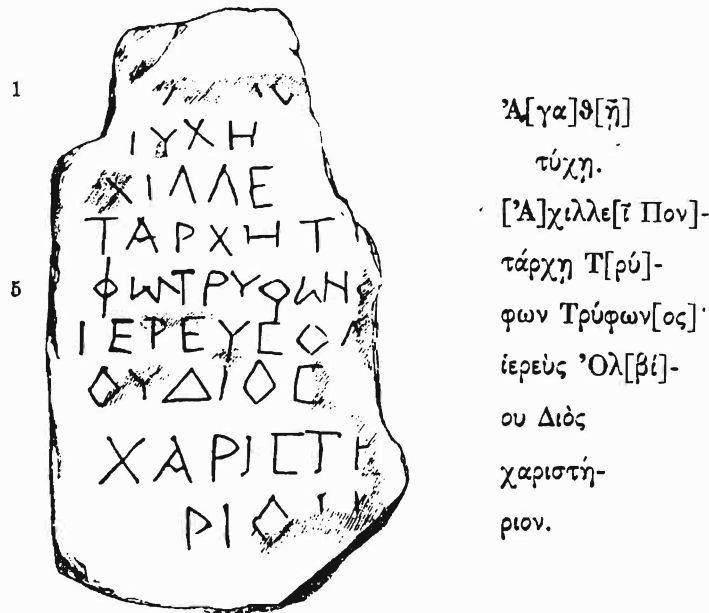 1
ΙΥΧΗ
ΧΙΛΛΕ
ΤΑΡΧΗΤ
5 ΦωΝΤΡΥΦωΝ
ΙΕΡΕΥΣΟΛ
ΟΥΔΙΟΣ
ΧΑΡΙΣΤΗ
ΡΙΟ
Ἀ[γα]θ[ῇ]
τύχῃ.
[Ἀ]χιλλε[ῖ Πον]-
τάρχῃ Τ[ρύ]-
φων Τρύφων[ος]
ἱερεὺς Ὀλ[βί]-
ου Διὸς
χαριστή-
ριον.